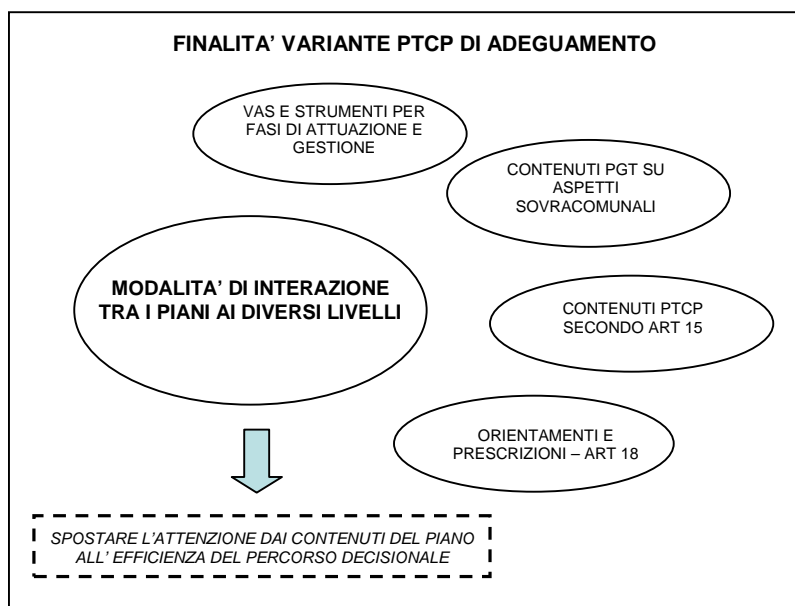 FINALITA’ VARIANTE PTCP DI ADEGUAMENTO
VAS E STRUMENTI PER
FASI DI ATTUAZIONE E
GESTIONE
CONTENUTI PGT SU
ASPETTI
SOVRACOMUNALI
MODALITA’ DI INTERAZIONE
TRA I PIANI AI DIVERSI LIVELLI
CONTENUTI PTCP
SECONDO ART 15
ORIENTAMENTI E
PRESCRIZIONI – ART 18
SPOSTARE L’ATTENZIONE DAI CONTENUTI DEL PIANO
ALL’ EFFICIENZA DEL PERCORSO DECISIONALE